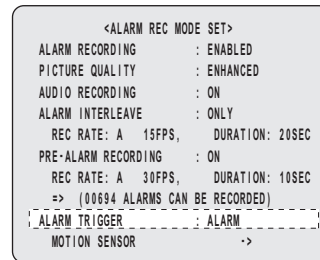 <ALARM REC MODE SET>
ALARM RECORDING : ENABLED
PICTURE QUALITY : ENHANCED
AUDIO RECORDING : ON
ALARM INTERLEAVE : ONLY
REC RATE: A 15FPS, DURATION: 20SEC
PRE-ALARM RECORDING : ON
REC RATE: A 30FPS, DURATION: 10SEC
=> (00694 ALARMS CAN BE RECORDED)
ALARM TRIGGER : ALARM
MOTION SENSOR ->